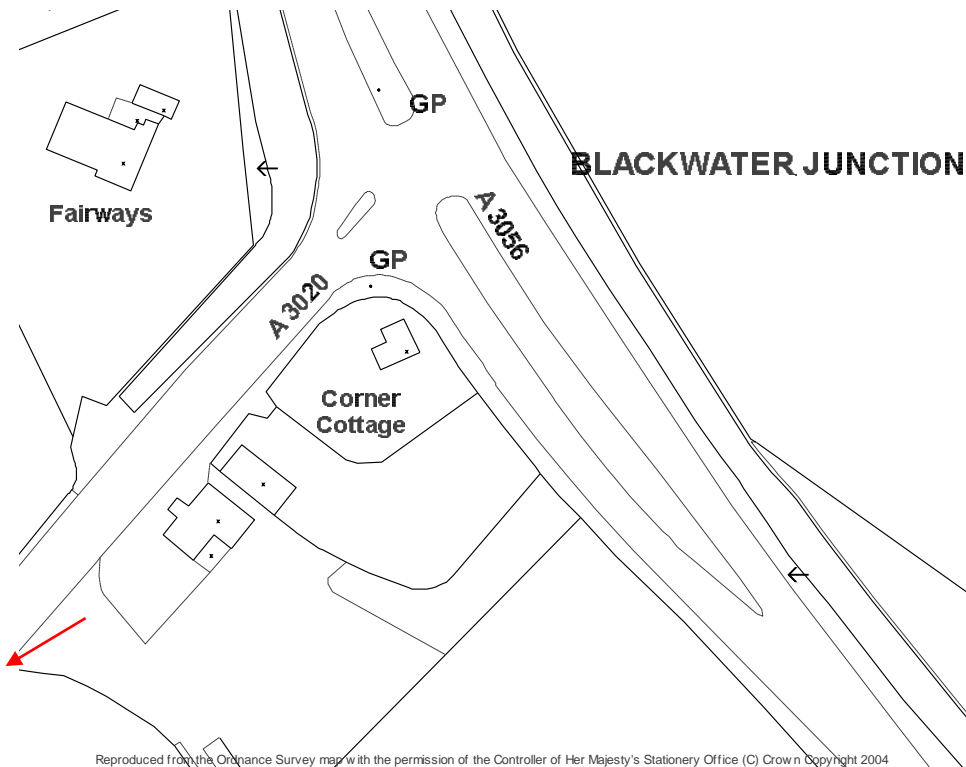 GP
BLACKWATER JUNCTION
Fairways
A 3056
GP
A 3020
Corner
Cottage
Reproduced from the Ordnance Survey map with the permission of the Controller of Her Majesty's Stationery Office (C) Crown Copyright 2004